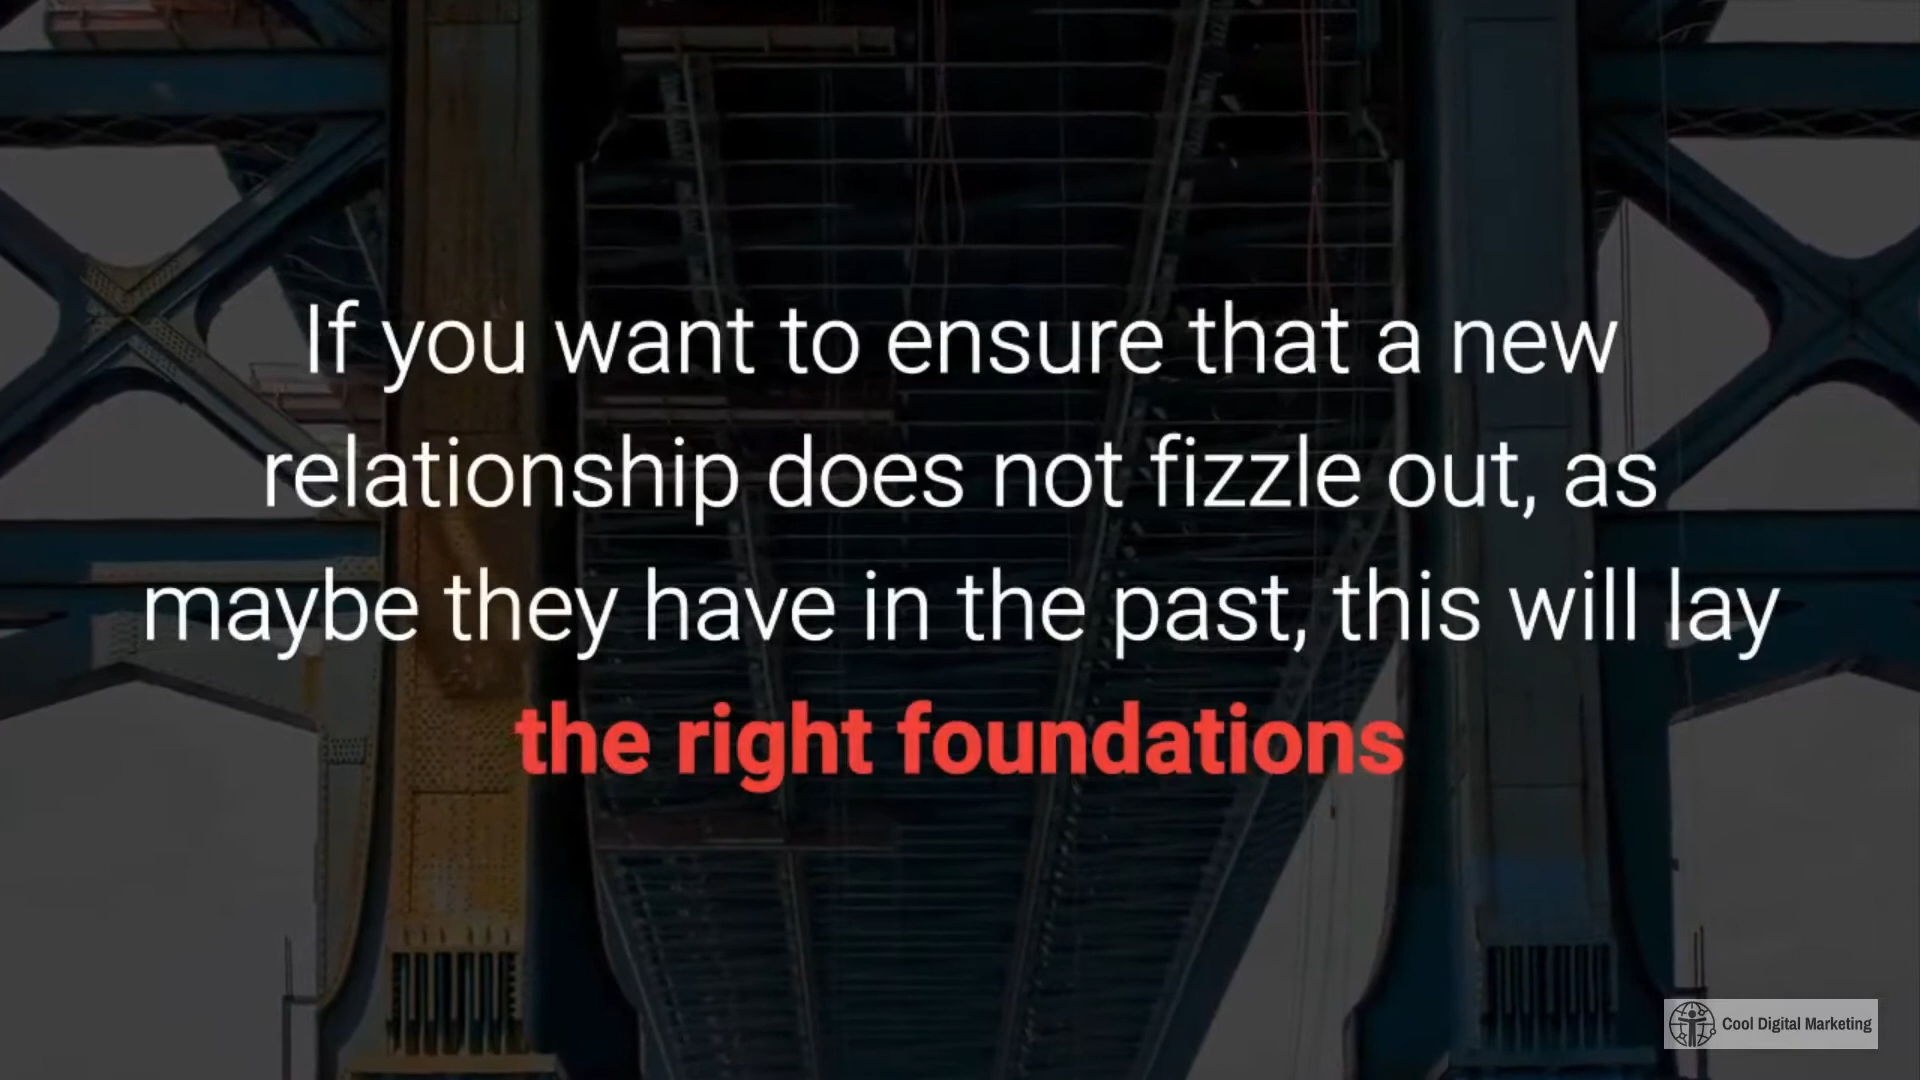 If you want to ensure that a new
relationship does not fizzle out, as
maybe they have in the past, this will lay
the right foundations
Cool Digital Marketing